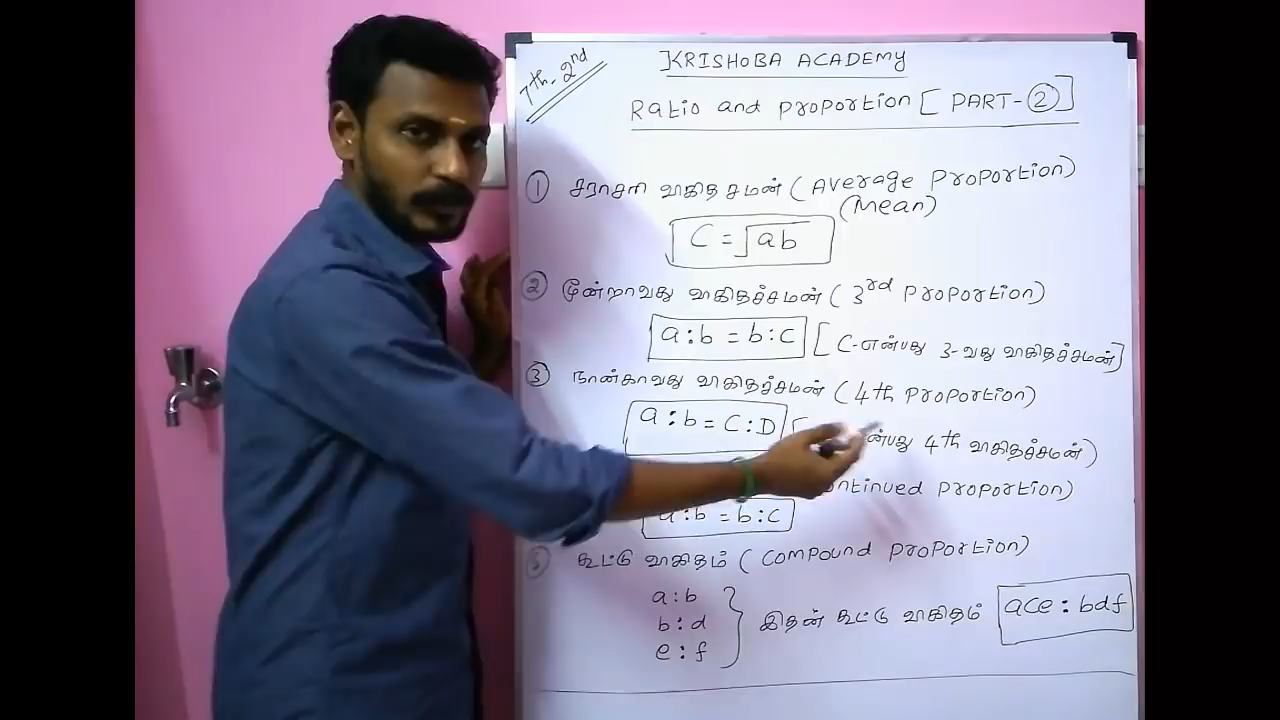 7th - 2nd
KRISHOBA ACADEMY
Ratio and Proportion [ PART-②]
① சராசரி வாகித சமன் ( Average Proportion)
(Mean)
C = √ab
② மூன்றாவது வாகிதச்சமன் ( 3rd Proportion)
a : b = b : c [ C-என்பது 3-வது வாகிதச்சமன்]
③ நான்காவது வாகிதச்சமன் ( 4th Proportion)
a : b = C : D [ன்பது 4th வாகிதச்சமன்)
ntinued Proportion)
a : b = b : c
⑤ கூட்டு வாகிதம் ( Compound Proportion)
a : b
b : d
e : f
இதன் கூட்டு வாகிதம் ace : bdf